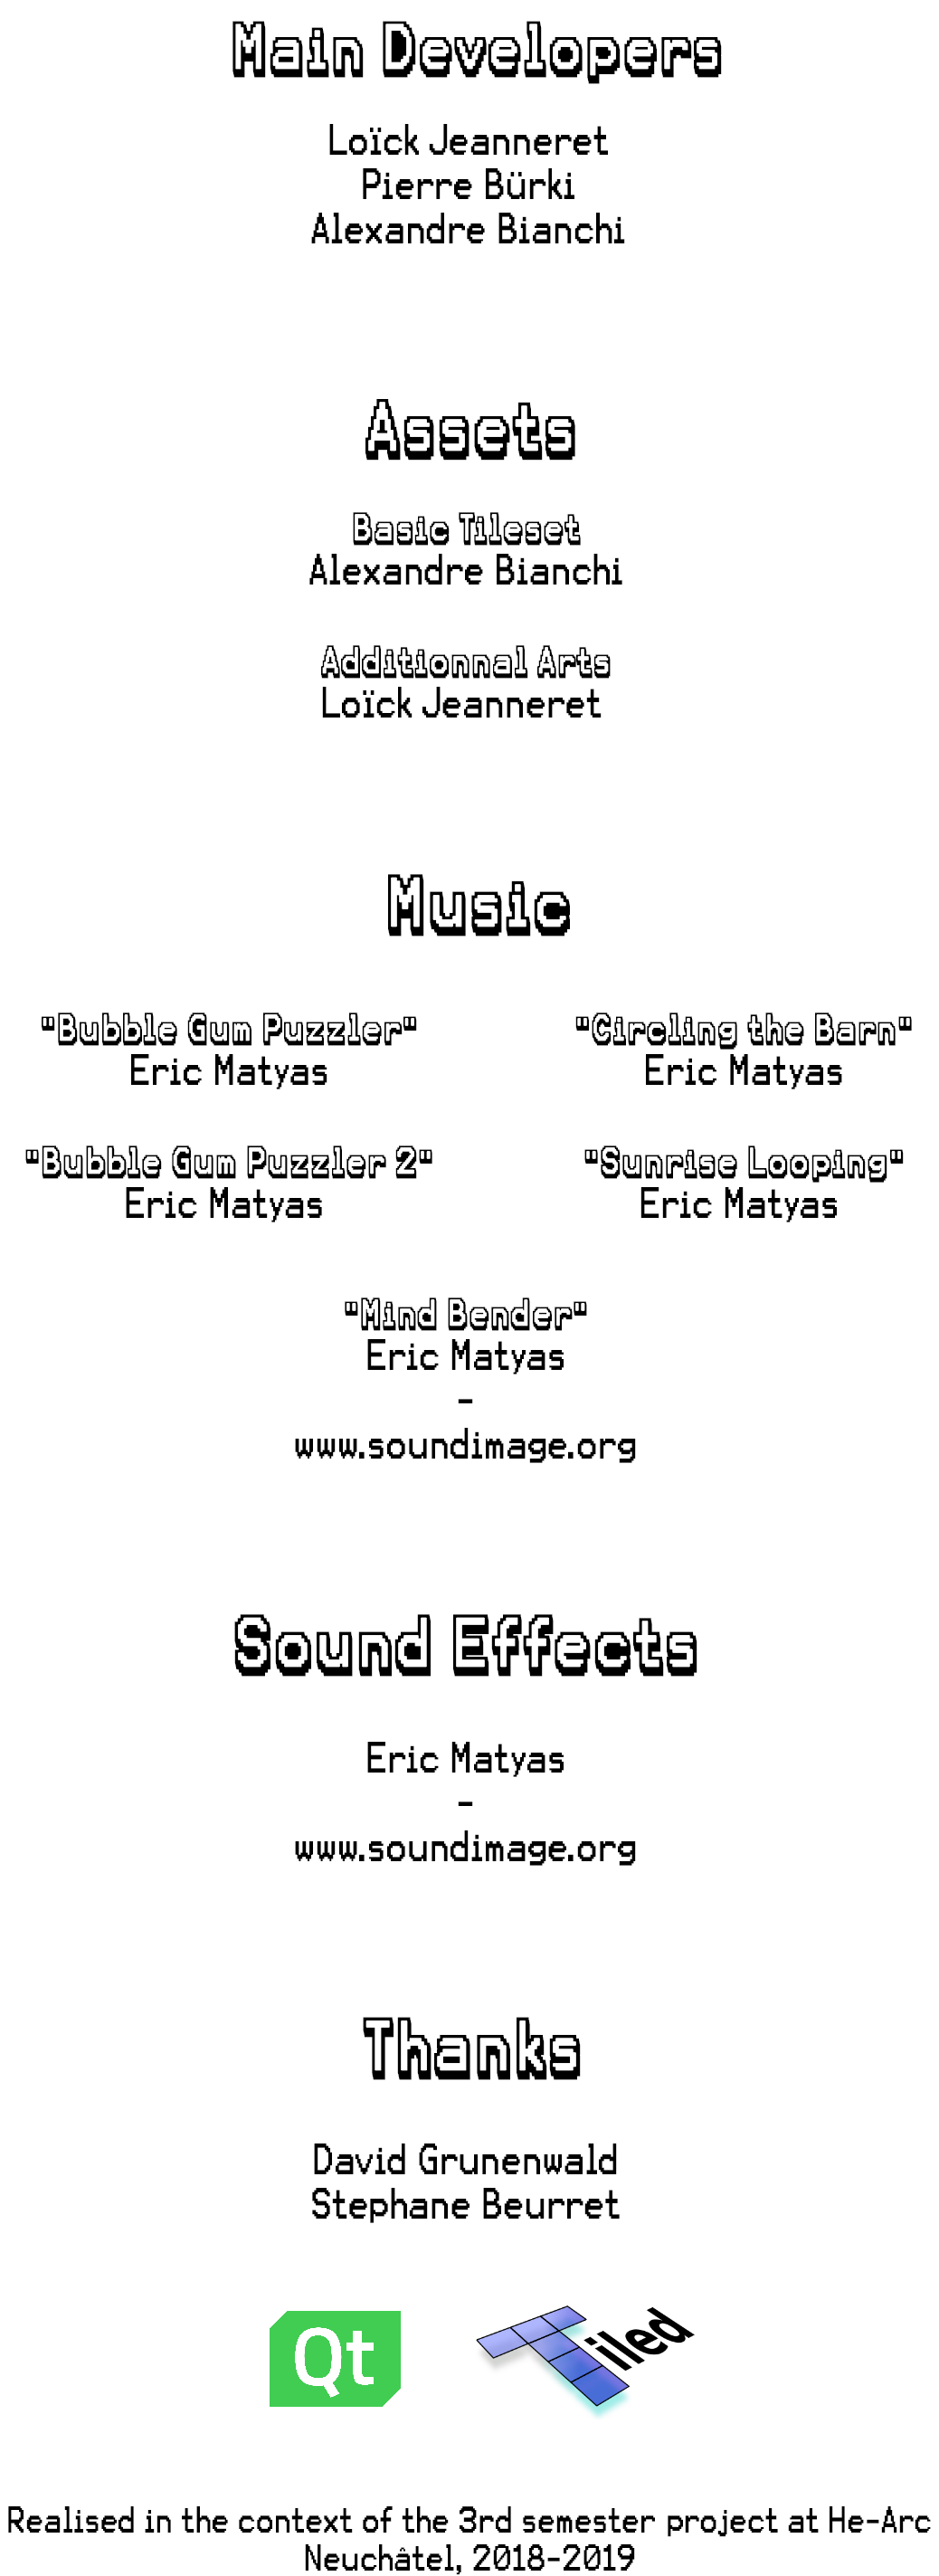 Main Developers
Loïck Jeanneret
Pierre Bürki
Alexandre Bianchi
Assets
Basic Tileset
Alexandre Bianchi
Additionnal Arts
Loïck Jeanneret
Music
"Bubble Gum Puzzler"
Eric Matyas
"Circling the Barn"
Eric Matyas
"Bubble Gum Puzzler 2"
Eric Matyas
"Sunrise Looping"
Eric Matyas
"Mind Bender"
Eric Matyas
-
www.soundimage.org
Sound Effects
Eric Matyas
-
www.soundimage.org
Thanks
David Grunenwald
Stephane Beurret
Qt
Tiled
Realised in the context of the 3rd semester project at He-Arc
Neuchâtel, 2018-2019